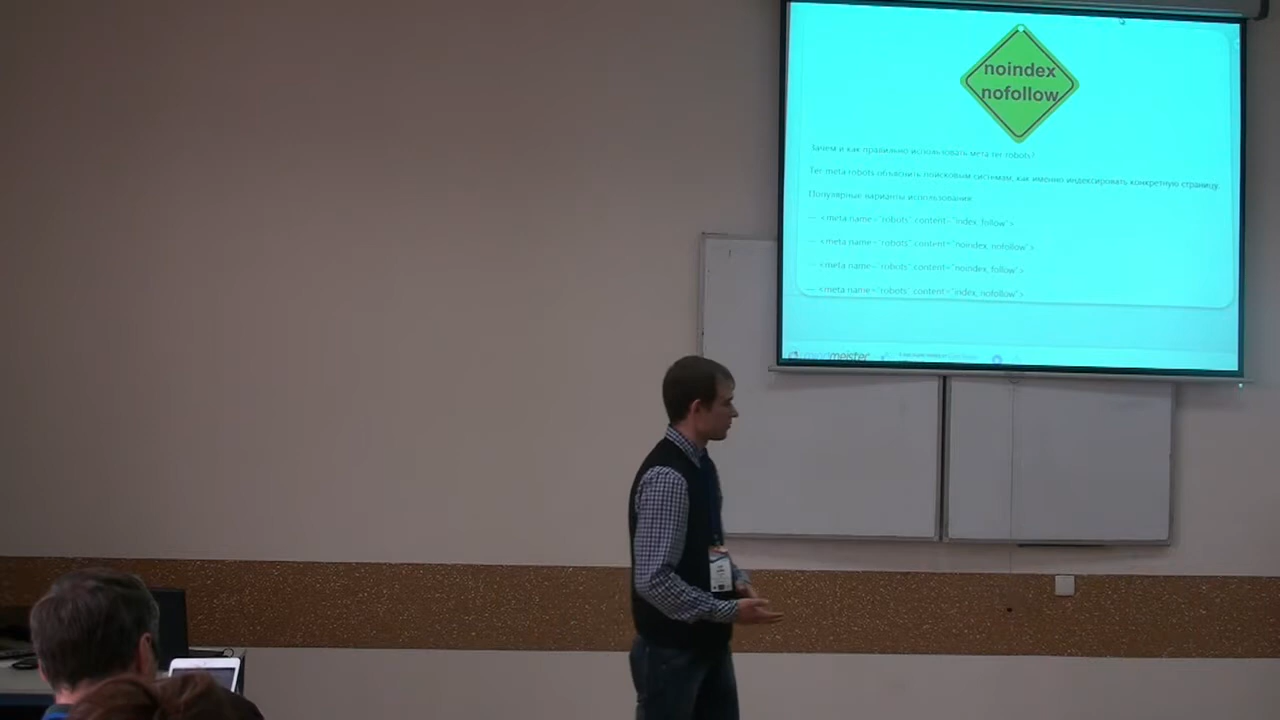 noindex
nofollow
Зачем и как правильно использовать мета тег robots?
Тег meta robots объяснить поисковым системам, как именно индексировать конкретную страницу.
Популярные варианты использования
— <meta name="robots" content="index, follow">
— <meta name="robots" content="noindex, nofollow">
— <meta name="robots" content="noindex, follow">
— <meta name="robots" content="index, nofollow">
mindmeister